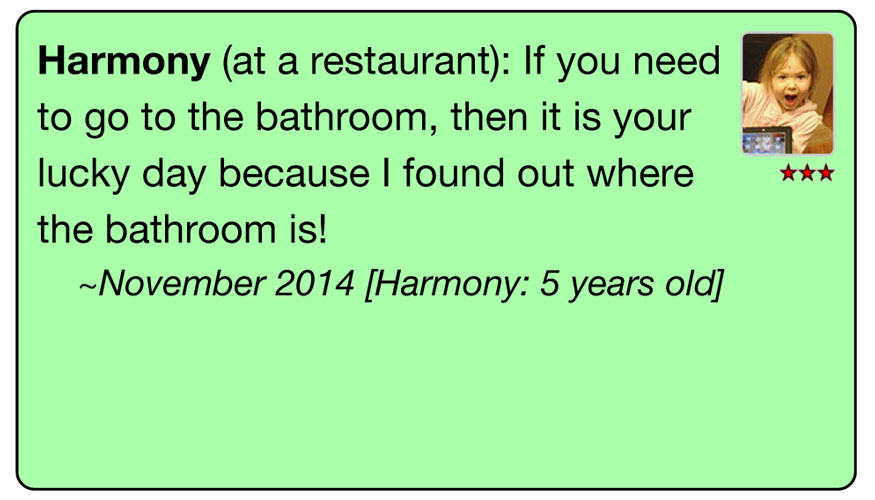 Harmony (at a restaurant): If you need
to go to the bathroom, then it is your
lucky day because I found out where
the bathroom is!
~November 2014 [Harmony: 5 years old]